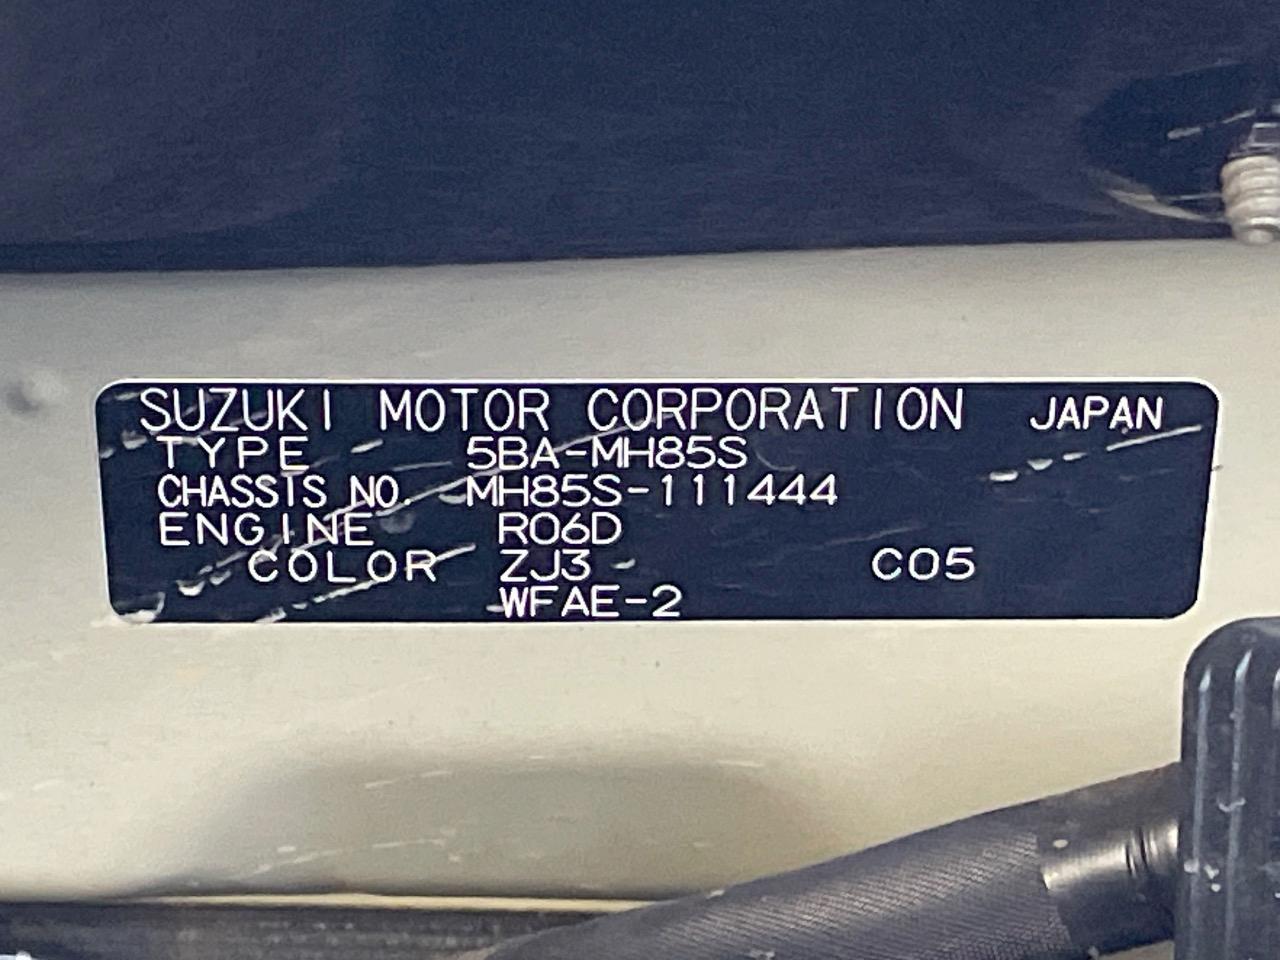 SUZUKI MOTOR CORPORATION JAPAN
TYPE 5BA-MH85S
CHASSIS NO. MH85S-111444
ENGINE R06D
COLOR ZJ3 C05
WFAE-2